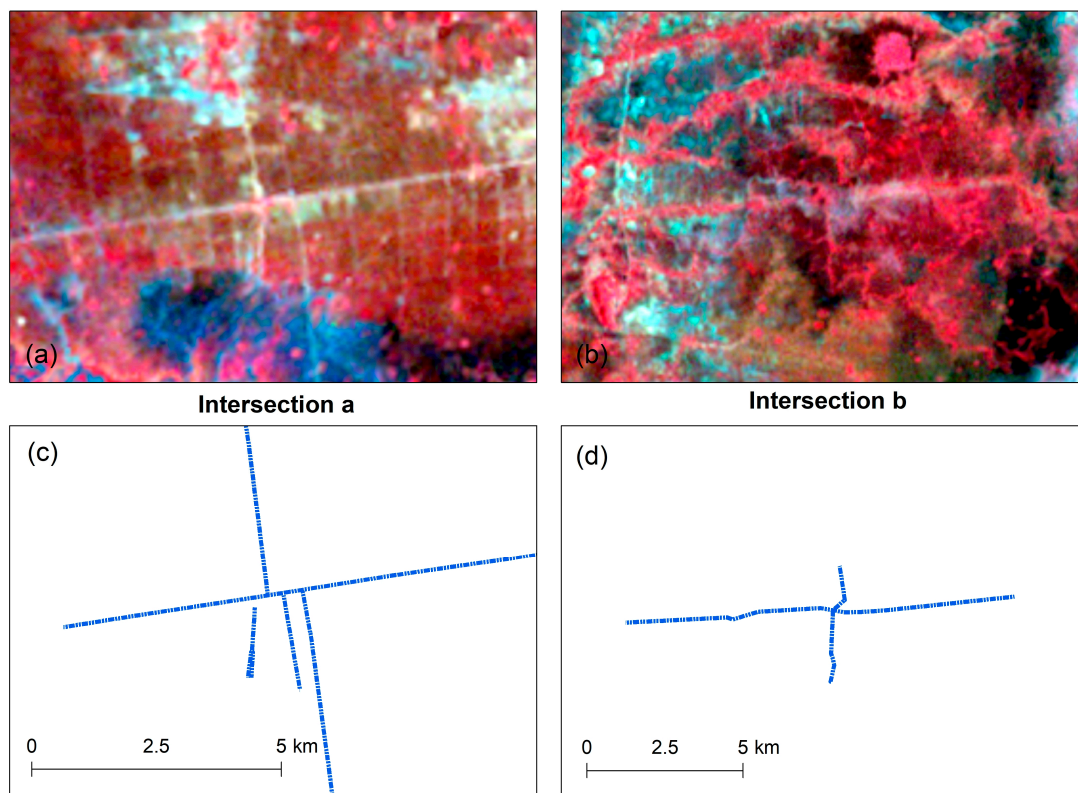 (a)
(b)
Intersection a
Intersection b
(c)
(d)
0 2.5 5 km
0 2.5 5 km